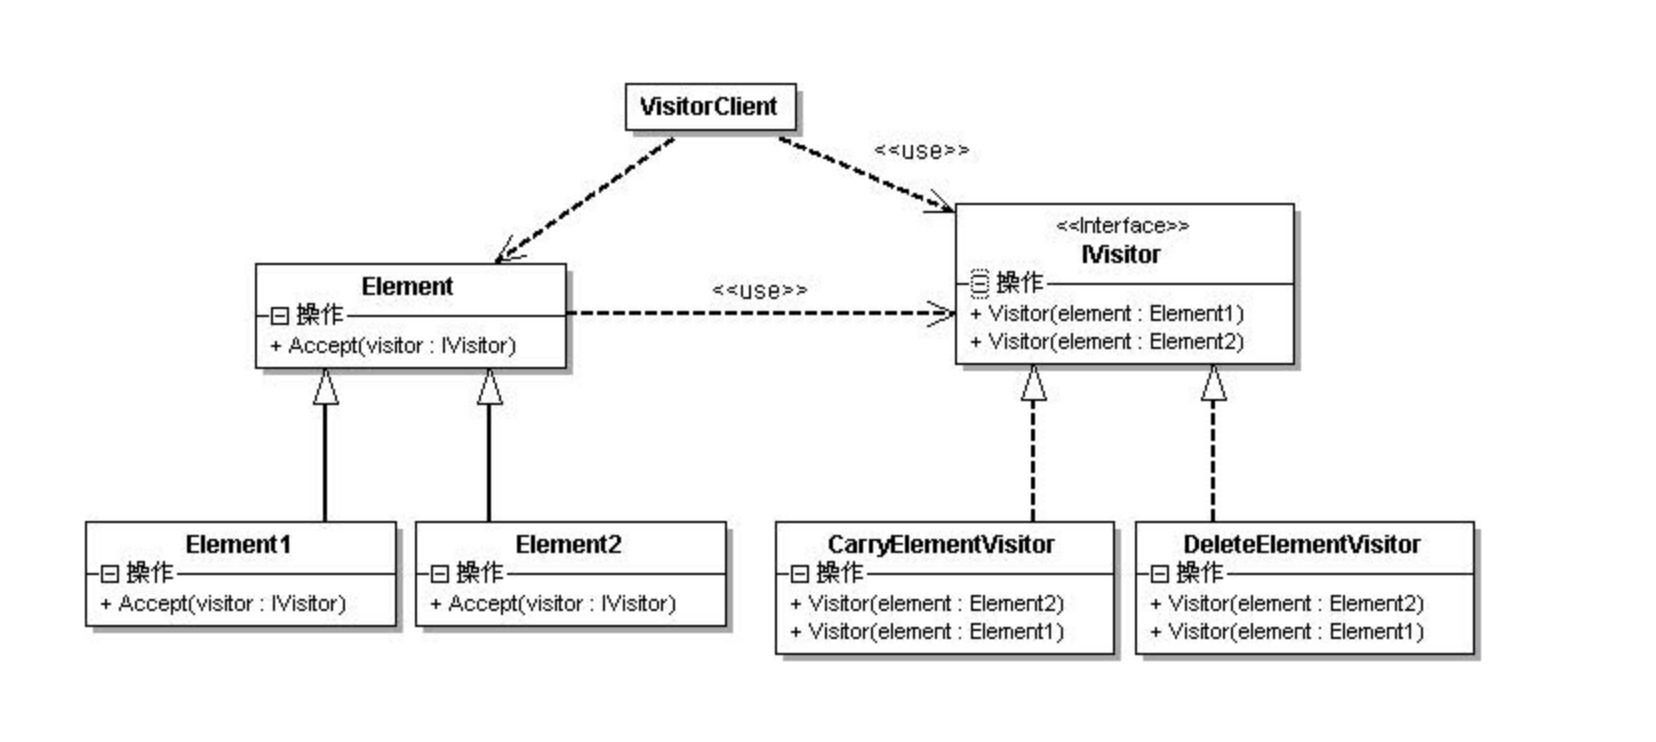 VisitorClient
<<use>>
<<Interface>>
IVisitor
操作
+ Visitor(element : Element1)
+ Visitor(element : Element2)
Element
操作
+ Accept(visitor : IVisitor)
<<use>>
Element1
操作
+ Accept(visitor : IVisitor)
Element2
操作
+ Accept(visitor : IVisitor)
CarryElementVisitor
操作
+ Visitor(element : Element2)
+ Visitor(element : Element1)
DeleteElementVisitor
操作
+ Visitor(element : Element2)
+ Visitor(element : Element1)